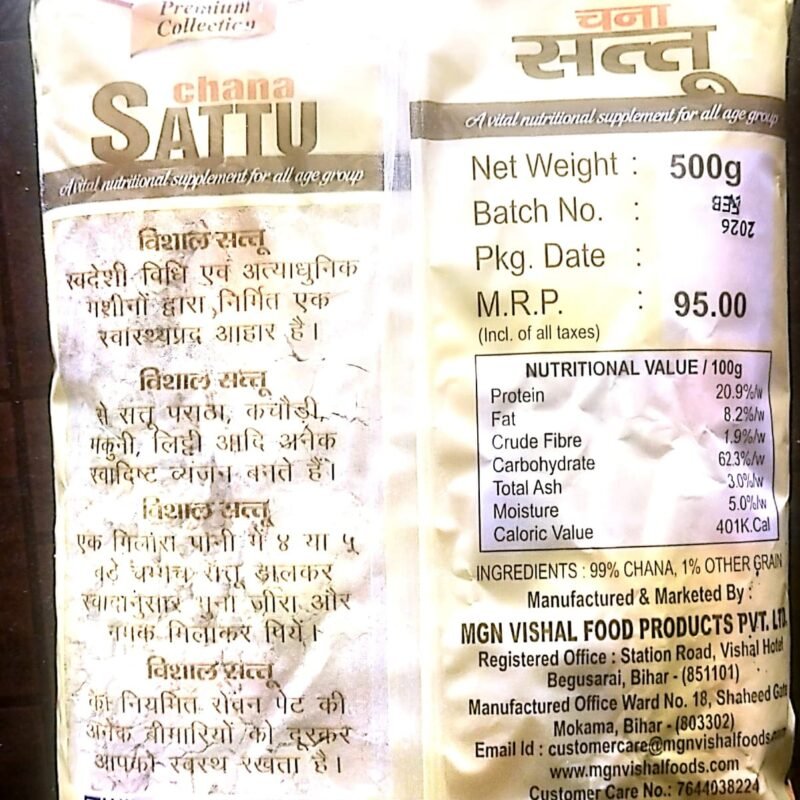 Premium
Collection
chana
SATTU
A vital nutritional supplement for all age group
विशाल सत्तू
स्वदेशी विधि एवं अत्याधुनिक
मशीनों द्वारा निर्मित एक
स्वास्थ्यप्रद आहार है।
विशाल सत्तू
से सत्तू पराठा, कचौड़ी,
मकुनी, लिट्टी आदि अनेक
स्वादिष्ट व्यंजन बनते हैं।
विशाल सत्तू
एक गिलास पानी में ४ या ५
बड़े चम्मच सत्तू डालकर
स्वादानुसार भुना जीरा और
नमक मिलाकर पियें।
विशाल सत्तू
का नियमित सेवन पेट की
अनेक बीमारियों को दूरकर
आपको स्वस्थ रखता है।
चना
सत्तू
A vital nutritional supplement for all age group
Net Weight : 500g
Batch No. :
FEB
2026
Pkg. Date :
M.R.P. : 95.00
(Incl. of all taxes)
NUTRITIONAL VALUE / 100g
Protein 20.9%/w
Fat 8.2%/w
Crude Fibre 1.9%/w
Carbohydrate 62.3%/w
Total Ash 3.0%/w
Moisture 5.0%/w
Caloric Value 401K.Cal
INGREDIENTS : 99% CHANA, 1% OTHER GRAIN
Manufactured & Marketed By :
MGN VISHAL FOOD PRODUCTS PVT. LTD.
Registered Office : Station Road, Vishal Hotel
Begusarai, Bihar - (851101)
Manufactured Office Ward No. 18, Shaheed Gate
Mokama, Bihar - (803302)
Email Id : customercare@mgnvishalfoods.com
www.mgnvishalfoods.com
Customer Care No.: 7644038224